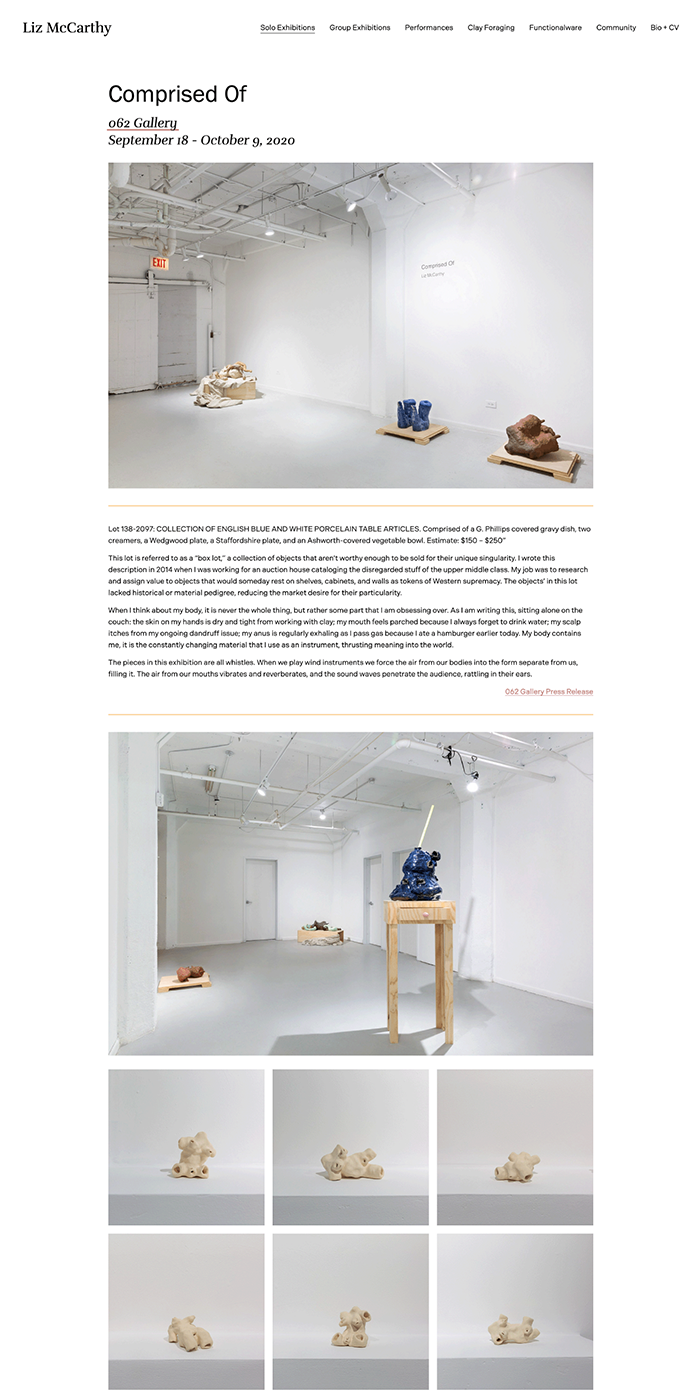 Liz McCarthy
Solo Exhibitions Group Exhibitions Performances Clay Foraging Functionalware Community Bio + CV
Comprised Of
062 Gallery
September 18 - October 9, 2020
EXIT
Comprised Of
Liz McCarthy
Lot 138-2097: COLLECTION OF ENGLISH BLUE AND WHITE PORCELAIN TABLE ARTICLES. Comprised of a G. Phillips covered gravy dish, two
creamers, a Wedgwood plate, a Staffordshire plate, and an Ashworth-covered vegetable bowl. Estimate: $150 – $250”
This lot is referred to as a “box lot,” a collection of objects that aren’t worthy enough to be sold for their unique singularity. I wrote this
description in 2014 when I was working for an auction house cataloging the disregarded stuff of the upper middle class. My job was to research
and assign value to objects that would someday rest on shelves, cabinets, and walls as tokens of Western supremacy. The objects’ in this lot
lacked historical or material pedigree, reducing the market desire for their particularity.
When I think about my body, it is never the whole thing, but rather some part that I am obsessing over. As I am writing this, sitting alone on the
couch: the skin on my hands is dry and tight from working with clay; my mouth feels parched because I always forget to drink water; my scalp
itches from my ongoing dandruff issue; my anus is regularly exhaling as I pass gas because I ate a hamburger earlier today. My body contains
me, it is the constantly changing material that I use as an instrument, thrusting meaning into the world.
The pieces in this exhibition are all whistles. When we play wind instruments we force the air from our bodies into the form separate from us,
filling it. The air from our mouths vibrates and reverberates, and the sound waves penetrate the audience, rattling in their ears.
062 Gallery Press Release